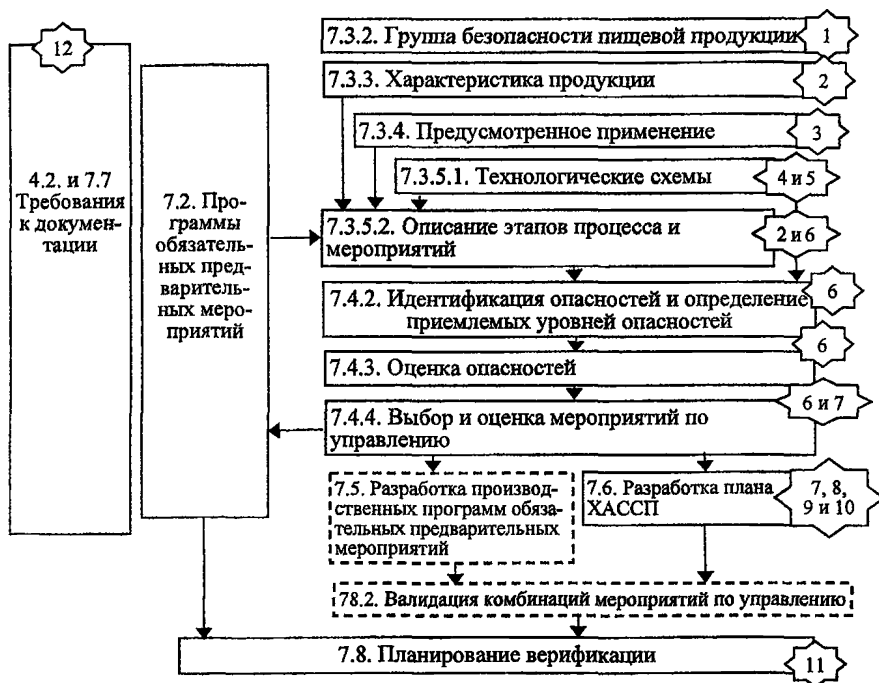 12
4.2. и 7.7
Требования
к докумен-
тации
7.2. Про-
граммы
обязатель-
ных пред-
варитель-
ных меро-
приятий
7.3.2. Группа безопасности пищевой продукции
1
7.3.3. Характеристика продукции
2
7.3.4. Предусмотренное применение
3
7.3.5.1. Технологические схемы
4 и 5
7.3.5.2. Описание этапов процесса и
мероприятий
2 и 6
7.4.2. Идентификация опасностей и определение
приемлемых уровней опасностей
6
7.4.3. Оценка опасностей
6
7.4.4. Выбор и оценка мероприятий по
управлению
6 и 7
7.5. Разработка производ-
ственных программ обяза-
тельных предварительных
мероприятий
7.6. Разработка плана
ХАССП
7, 8,
9 и 10
78.2. Валидация комбинаций мероприятий по управлению
7.8. Планирование верификации
11